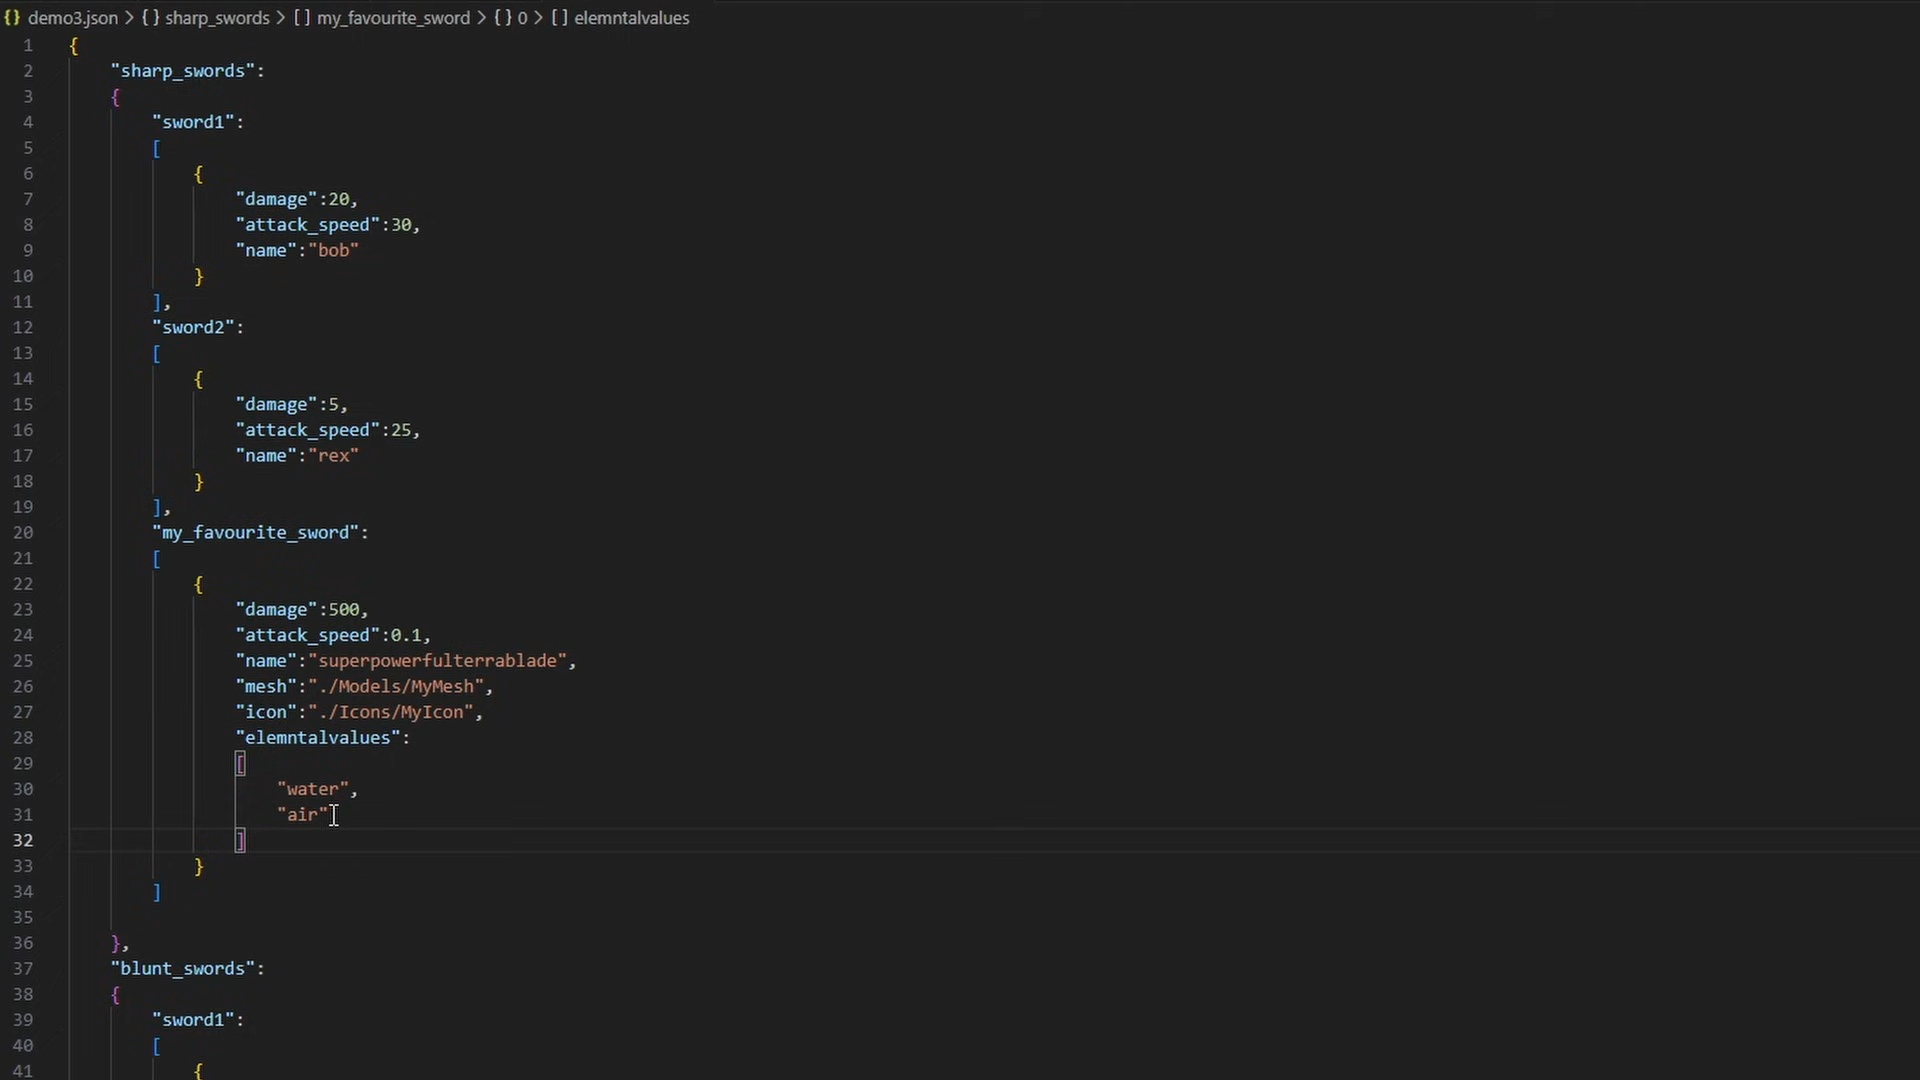 {} demo3.json > {} sharp_swords > [ ] my_favourite_sword > {} 0 > [ ] elemntalvalues
1 {
2 "sharp_swords":
3 {
4 "sword1":
5 [
6 {
7 "damage":20,
8 "attack_speed":30,
9 "name":"bob"
10 }
11 ],
12 "sword2":
13 [
14 {
15 "damage":5,
16 "attack_speed":25,
17 "name":"rex"
18 }
19 ],
20 "my_favourite_sword":
21 [
22 {
23 "damage":500,
24 "attack_speed":0.1,
25 "name":"superpowerfulterrablade",
26 "mesh":"./Models/MyMesh",
27 "icon":"./Icons/MyIcon",
28 "elemntalvalues":
29 [
30 "water",
31 "air"
32 ]
33 }
34 ]
35
36 },
37 "blunt_swords":
38 {
39 "sword1":
40 [
41 {